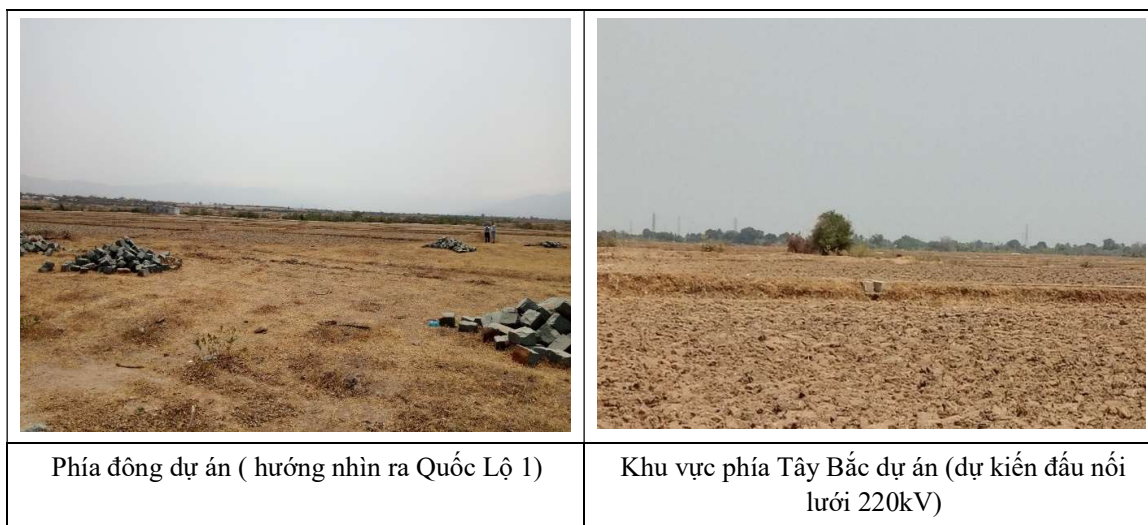 Phía đông dự án ( hướng nhìn ra Quốc Lộ 1)
Khu vực phía Tây Bắc dự án (dự kiến đấu nối
lưới 220kV)